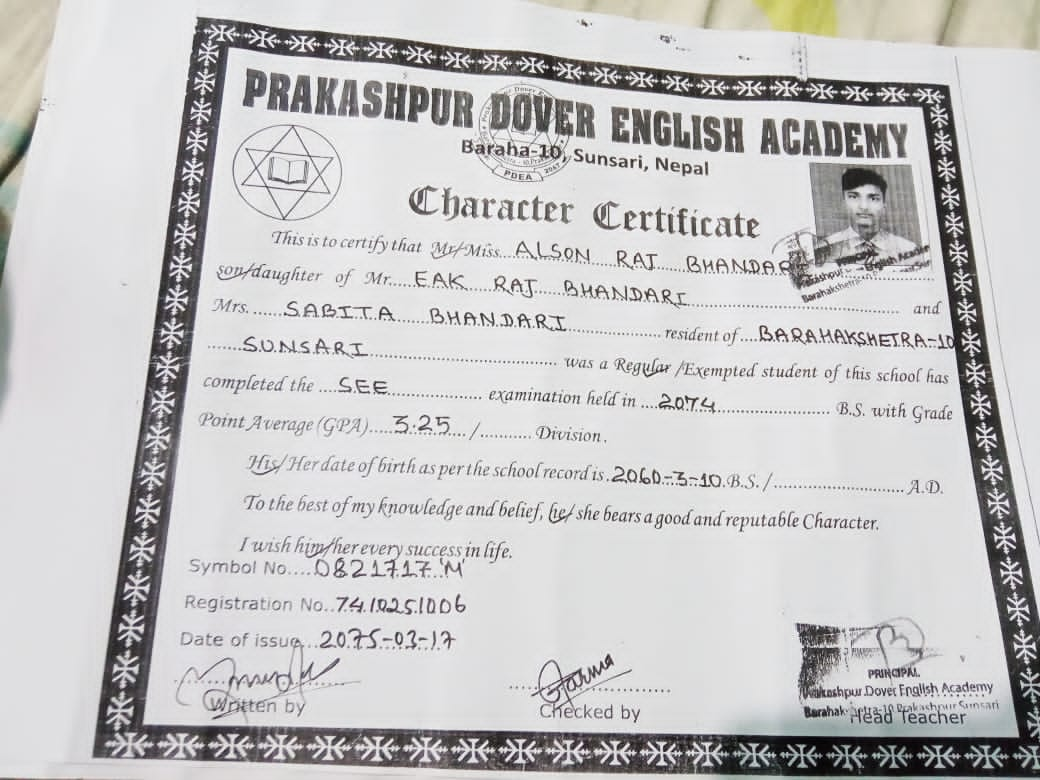 PRAKASHPUR DOVER ENGLISH ACADEMY
Baraha-10, Sunsari, Nepal
PDEA 2047
Character Certificate
This is to certify that Mr/Miss....ALSON RAJ BHANDARI
son/daughter of Mr....EAK RAJ BHANDARI.... and
Mrs.....SABITA BHANDARI.... resident of....BARAHAKSHETRA-10
....SUNSARI.... was a Regular /Exempted student of this school has
completed the ....SEE.... examination held in ....2074.... B.S. with Grade
Point Average (GPA)....3.25..../.......... Division.
His/Her date of birth as per the school record is.2060-3-10.B.S./.......................... A.D.
To the best of my knowledge and belief, he/ she bears a good and reputable Character.
I wish him/her every success in life.
Symbol No....0821717 'M'
Registration No..7410251006
Date of issue...2075-03-17
Written by
Checked by
PRINCIPAL
Prakashpur Dover English Academy
Barahakshetra-10 Prakashpur Sunsari
Head Teacher